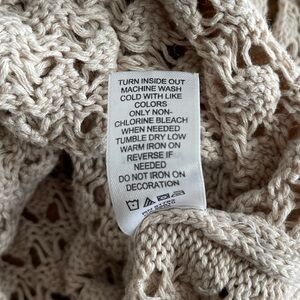 TURN INSIDE OUT
MACHINE WASH
COLD WITH LIKE
COLORS
ONLY NON-
CHLORINE BLEACH
WHEN NEEDED
TUMBLE DRY LOW
WARM IRON ON
REVERSE IF
NEEDED
DO NOT IRON ON
DECORATION